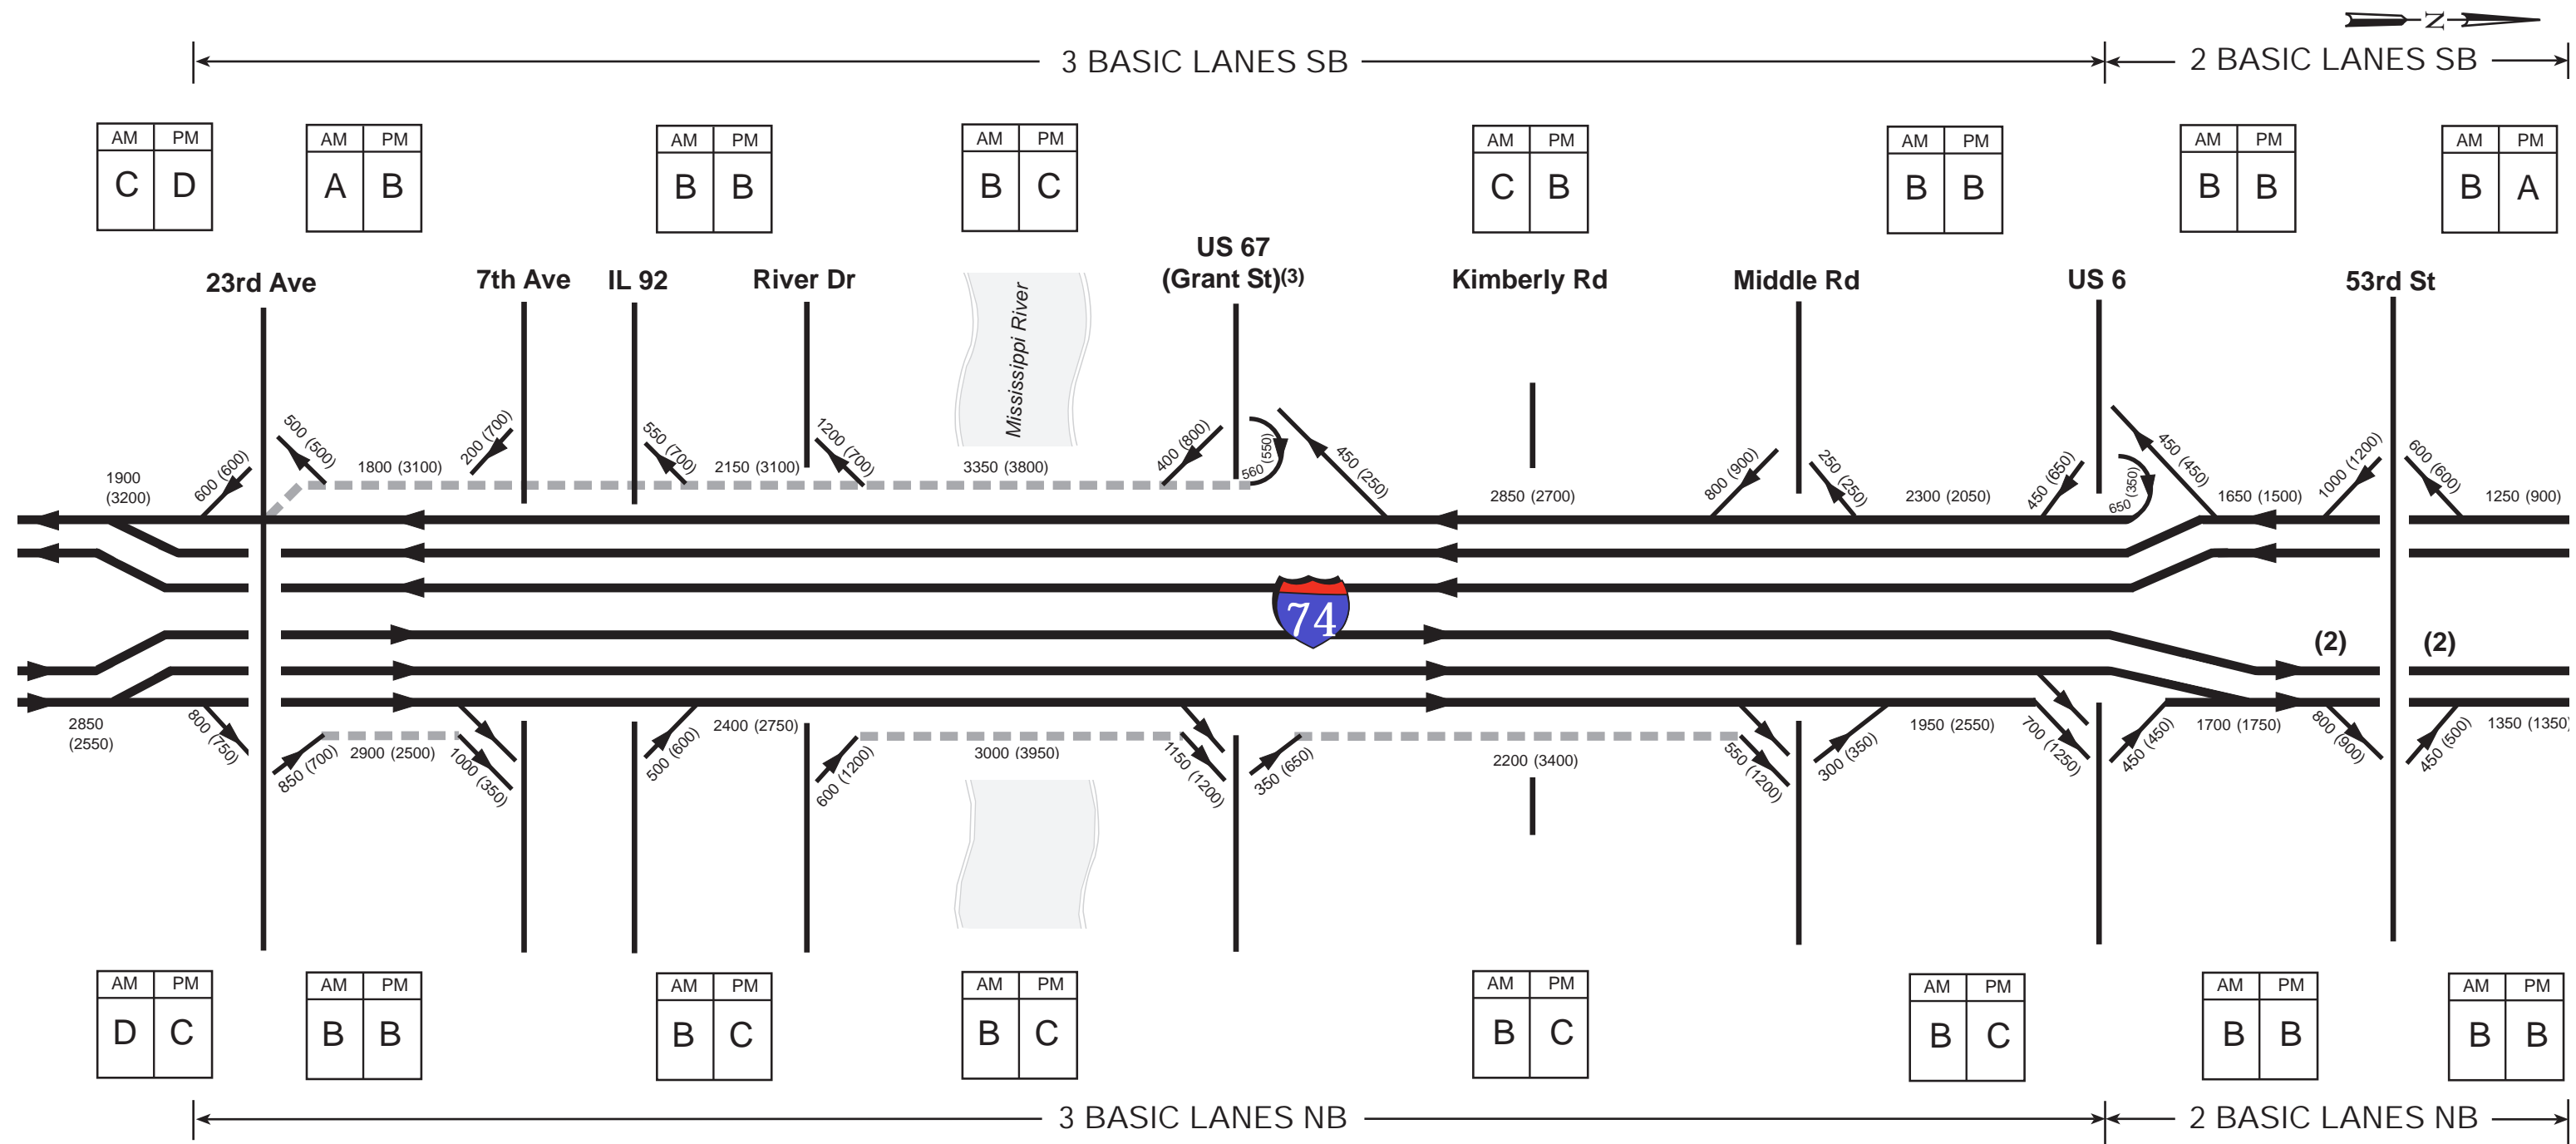 N
3 BASIC LANES SB
2 BASIC LANES SB
AM PM
C D
AM PM
A B
AM PM
B B
AM PM
B C
AM PM
C B
AM PM
B B
AM PM
B B
AM PM
B A
23rd Ave
7th Ave
IL 92
River Dr
Mississippi River
US 67
(Grant St)(3)
Kimberly Rd
Middle Rd
US 6
53rd St
1900
(3200)
600 (600)
500 (500)
1800 (3100)
200 (700)
550 (700)
2150 (3100)
1200 (700)
3350 (3800)
400 (800)
560 (550)
450 (250)
2850 (2700)
800 (900)
250 (250)
2300 (2050)
450 (650)
650 (350)
450 (450)
1650 (1500)
1000 (1200)
600 (600)
1250 (900)
74
(2)
(2)
2850
(2550)
800 (750)
850 (700)
2900 (2500)
1000 (350)
500 (600)
2400 (2750)
600 (1200)
3000 (3950)
1150 (1200)
350 (650)
2200 (3400)
550 (1200)
300 (350)
1950 (2550)
700 (1250)
450 (450)
1700 (1750)
800 (900)
450 (500)
1350 (1350)
AM PM
D C
AM PM
B B
AM PM
B C
AM PM
B C
AM PM
B C
AM PM
B C
AM PM
B B
AM PM
B B
3 BASIC LANES NB
2 BASIC LANES NB